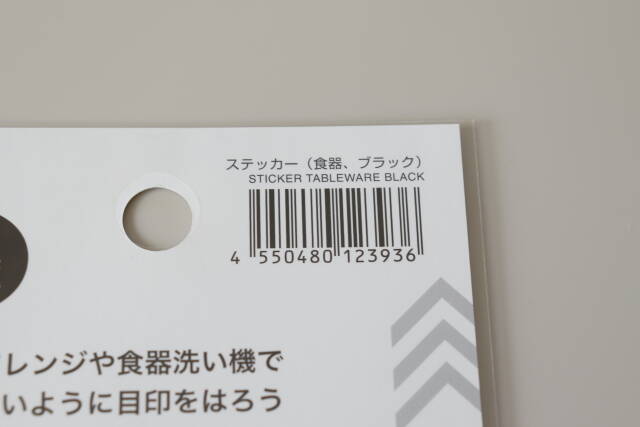 ステッカー（食器、ブラック）
STICKER TABLEWARE BLACK
4 550480 123936
レンジや食器洗い機で
いように目印をはろう